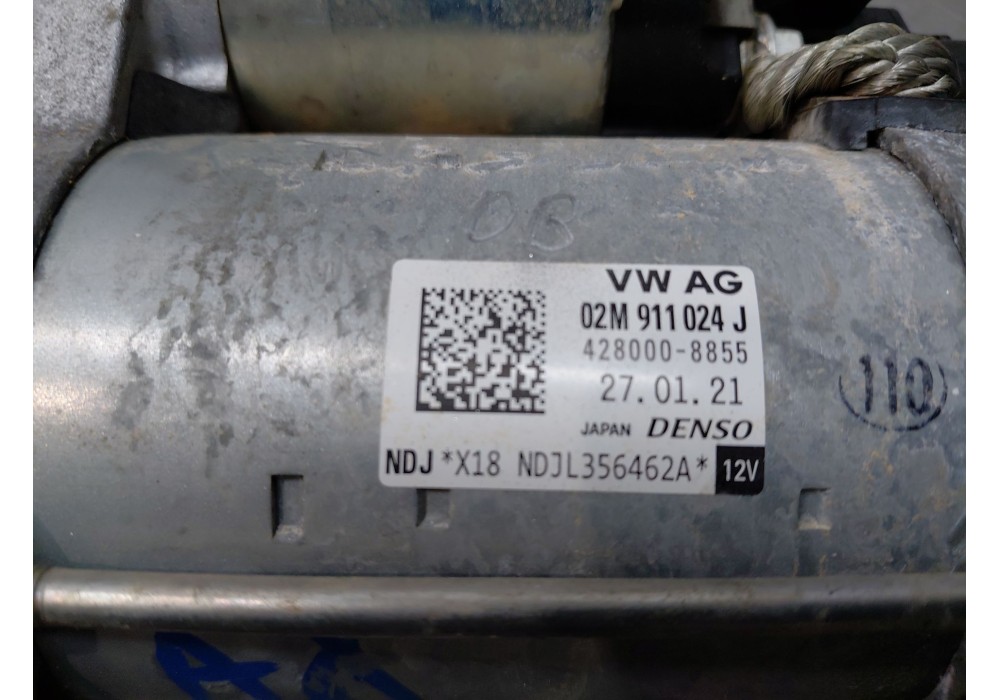 DB
VW AG
02M 911 024 J
428000-8855
27.01.21
JAPAN DENSO
NDJ *X18 NDJL356462A* 12V
110